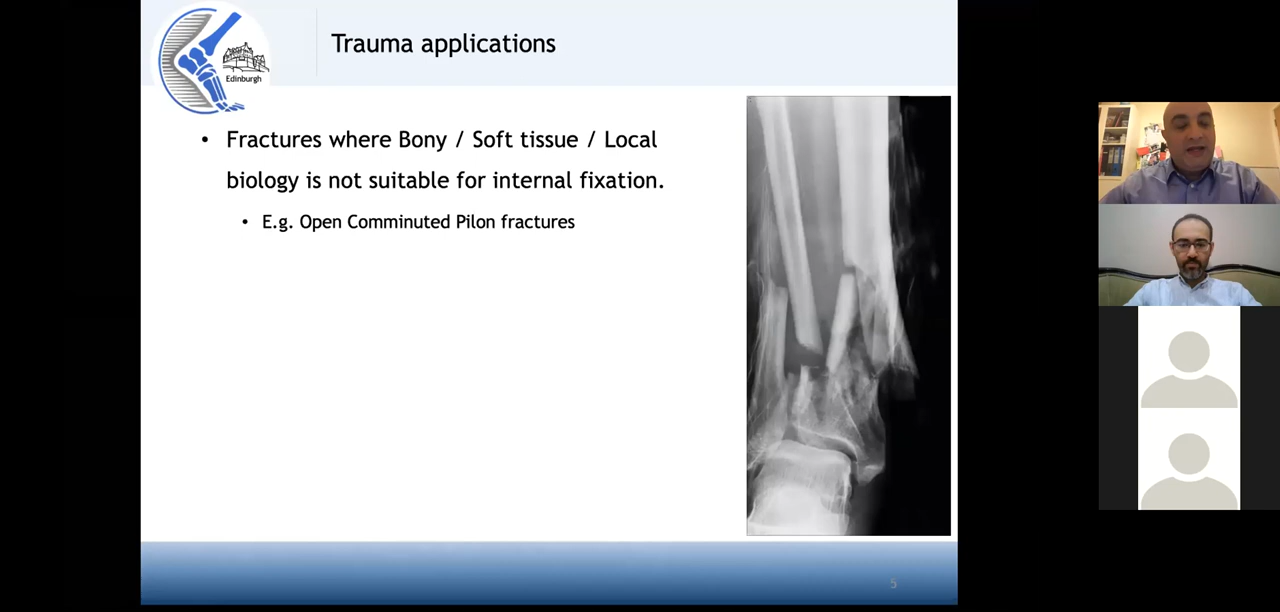 Edinburgh
Trauma applications
• Fractures where Bony / Soft tissue / Local
biology is not suitable for internal fixation.
• E.g. Open Comminuted Pilon fractures
5